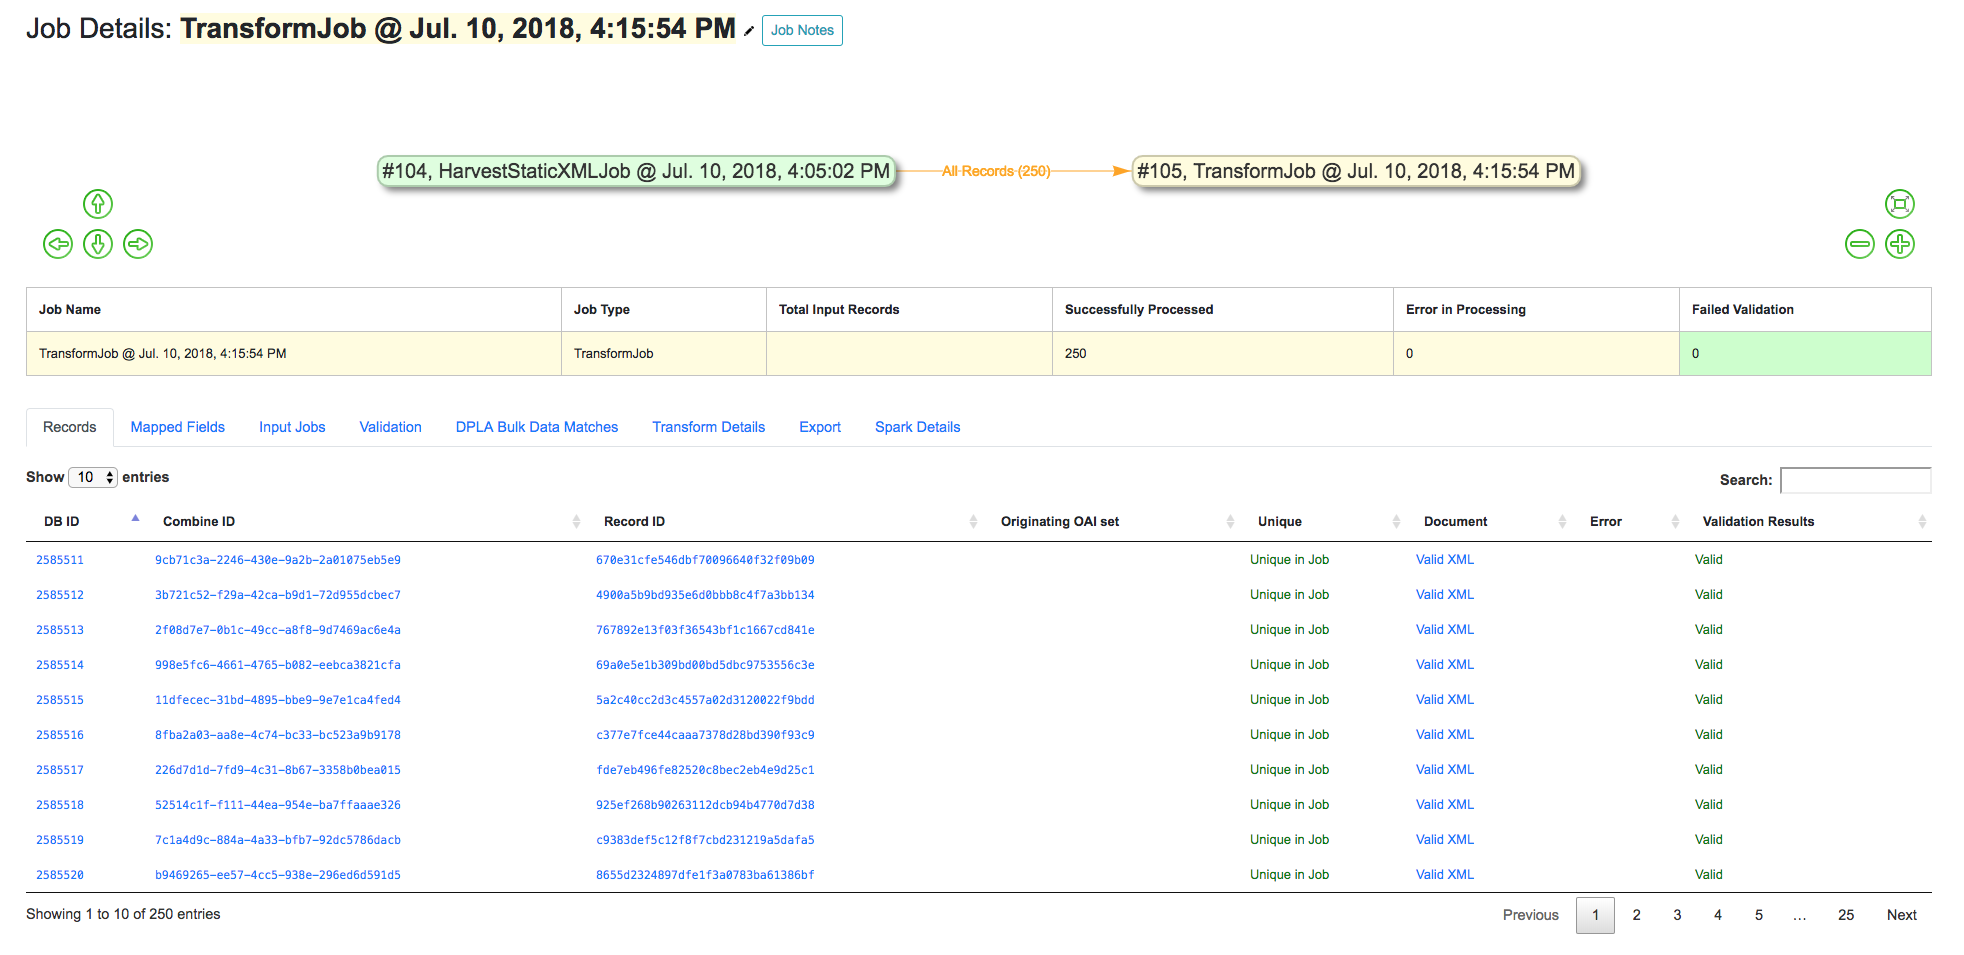 Job Details: TransformJob @ Jul. 10, 2018, 4:15:54 PM Job Notes
#104, HarvestStaticXMLJob @ Jul. 10, 2018, 4:05:02 PM All Records (250) #105, TransformJob @ Jul. 10, 2018, 4:15:54 PM
Job Name Job Type Total Input Records Successfully Processed Error in Processing Failed Validation
TransformJob @ Jul. 10, 2018, 4:15:54 PM TransformJob 250 0 0
Records Mapped Fields Input Jobs Validation DPLA Bulk Data Matches Transform Details Export Spark Details
Show 10 entries Search:
DB ID Combine ID Record ID Originating OAI set Unique Document Error Validation Results
2585511 9cb71c3a-2246-430e-9a2b-2a01075eb5e9 670e31cfe546dbf70096640f32f09b09 Unique in Job Valid XML Valid
2585512 3b721c52-f29a-42ca-b9d1-72d955dcbec7 4900a5b9bd935e6d0bbb8c4f7a3bb134 Unique in Job Valid XML Valid
2585513 2f08d7e7-0b1c-49cc-a8f8-9d7469ac6e4a 767892e13f03f36543bf1c1667cd841e Unique in Job Valid XML Valid
2585514 998e5fc6-4661-4765-b082-eebca3821cfa 69a0e5e1b309bd00bd5dbc9753556c3e Unique in Job Valid XML Valid
2585515 11dfecec-31bd-4895-bbe9-9e7e1ca4fed4 5a2c40cc2d3c4557a02d3120022f9bdd Unique in Job Valid XML Valid
2585516 8fba2a03-aa8e-4c74-bc33-bc523a9b9178 c377e7fce44caaa7378d28bd390f93c9 Unique in Job Valid XML Valid
2585517 226d7d1d-7fd9-4c31-8b67-3358b0bea015 fde7eb496fe82520c8bec2eb4e9d25c1 Unique in Job Valid XML Valid
2585518 52514c1f-f111-44ea-954e-ba7ffaaae326 925ef268b90263112dcb94b4770d7d38 Unique in Job Valid XML Valid
2585519 7c1a4d9c-884a-4a33-bfb7-92dc5786dacb c9383def5c12f8f7cbd231219a5dafa5 Unique in Job Valid XML Valid
2585520 b9469265-ee57-4cc5-938e-296ed6d591d5 8655d2324897dfe1f3a0783ba61386bf Unique in Job Valid XML Valid
Showing 1 to 10 of 250 entries Previous 1 2 3 4 5 … 25 Next